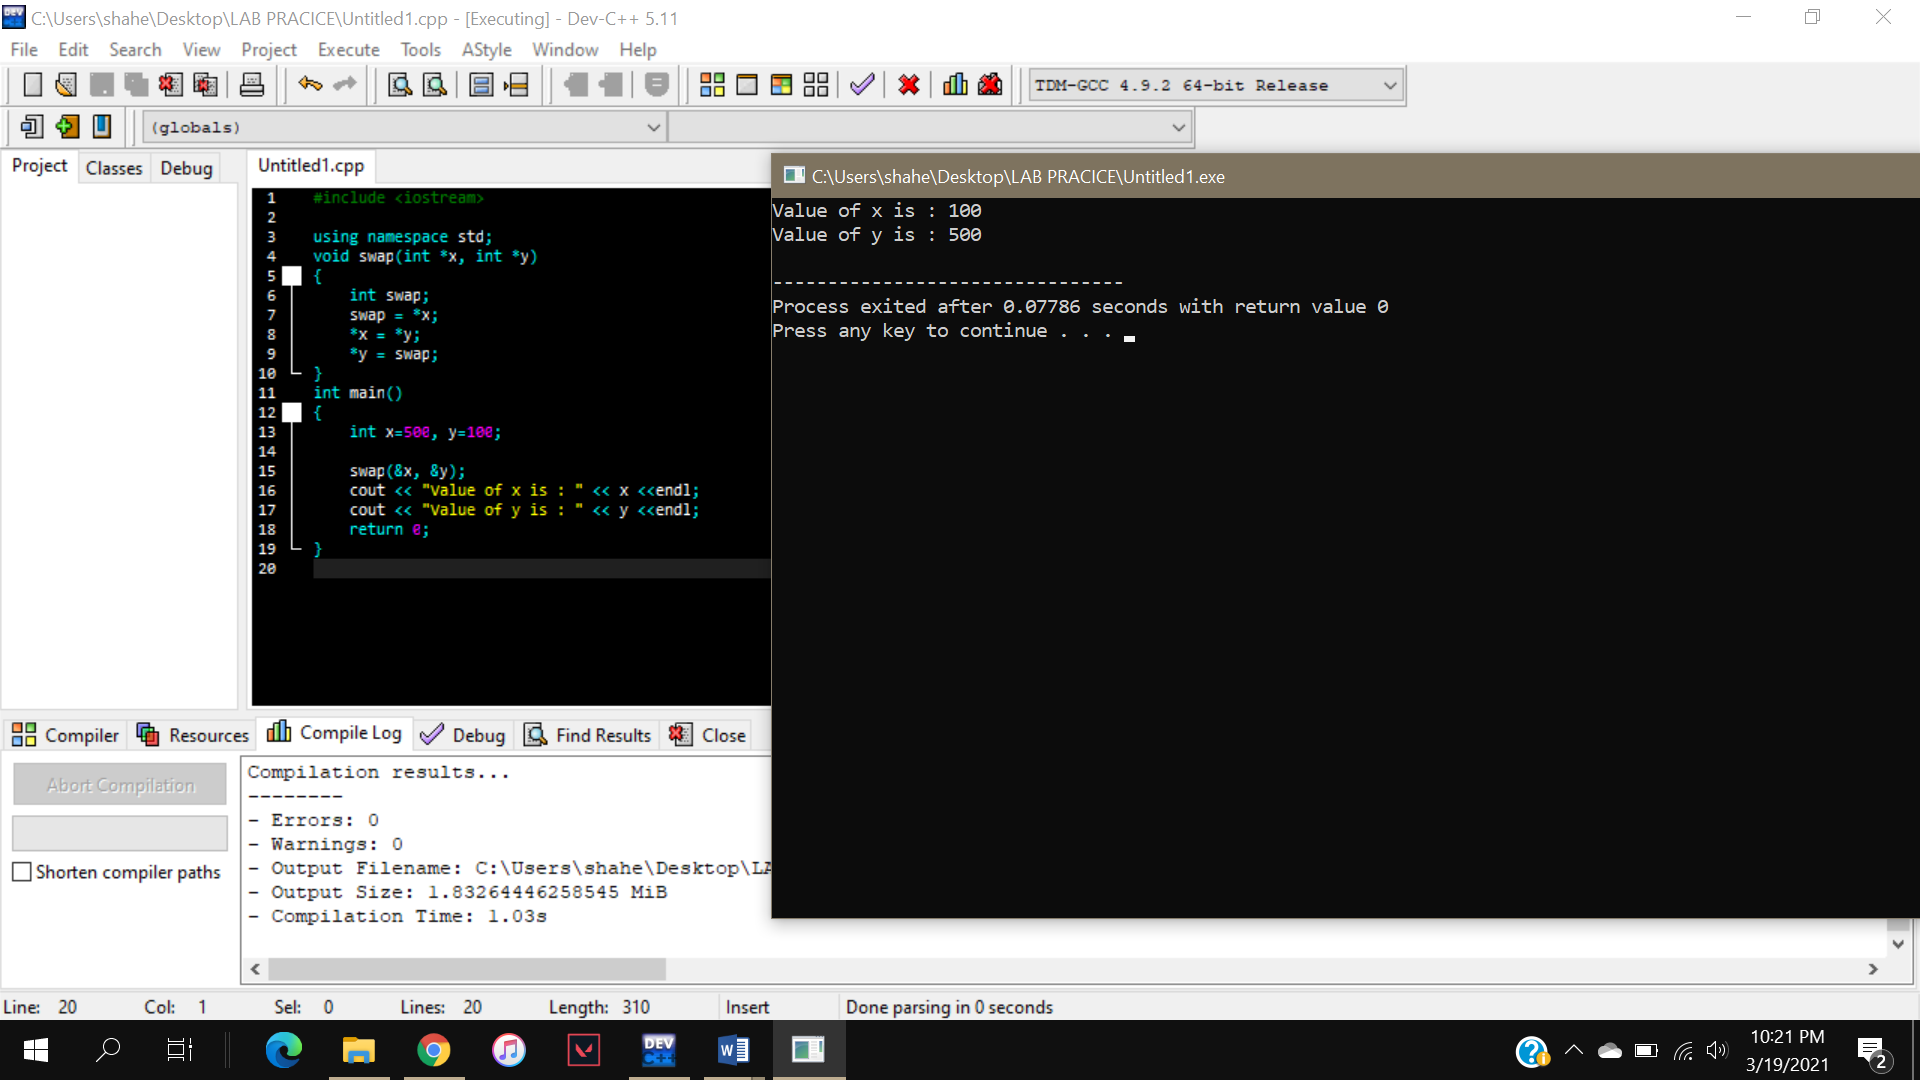 C:\Users\shahe\Desktop\LAB PRACICE\Untitled1.cpp - [Executing] - Dev-C++ 5.11
File Edit Search View Project Execute Tools AStyle Window Help
TDM-GCC 4.9.2 64-bit Release
(globals)
Project Classes Debug
Untitled1.cpp
1 #include <iostream>
2
3 using namespace std;
4 void swap(int *x, int *y)
5 {
6 int swap;
7 swap = *x;
8 *x = *y;
9 *y = swap;
10 }
11 int main()
12 {
13 int x=500, y=100;
14
15 swap(&x, &y);
16 cout << "Value of x is : " << x <<endl;
17 cout << "Value of y is : " << y <<endl;
18 return 0;
19 }
20
C:\Users\shahe\Desktop\LAB PRACICE\Untitled1.exe
Value of x is : 100
Value of y is : 500
--------------------------------
Process exited after 0.07786 seconds with return value 0
Press any key to continue . . .
Compiler Resources Compile Log Debug Find Results Close
Abort Compilation
Shorten compiler paths
Compilation results...
--------
- Errors: 0
- Warnings: 0
- Output Filename: C:\Users\shahe\Desktop\LA
- Output Size: 1.83264446258545 MiB
- Compilation Time: 1.03s
Line: 20 Col: 1 Sel: 0 Lines: 20 Length: 310 Insert Done parsing in 0 seconds
DEV
C++
10:21 PM
3/19/2021
2